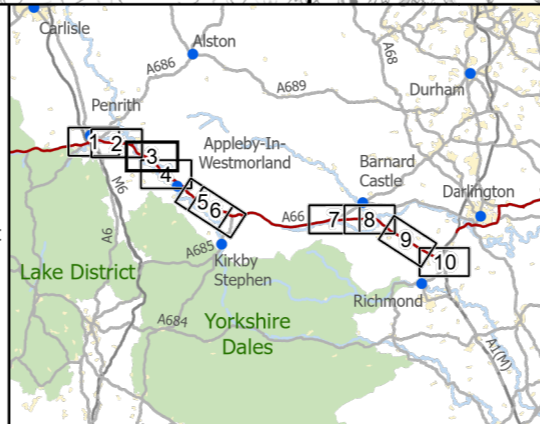 Carlisle
Alston
A686
A689
A68
Durham
Penrith
1
2
3
4
5
6
Appleby-In-
Westmorland
Barnard
Castle
Darlington
M6
A6
A66
7
8
9
10
A685
Kirkby
Stephen
Lake District
Richmond
A684
Yorkshire
Dales
A1(M)